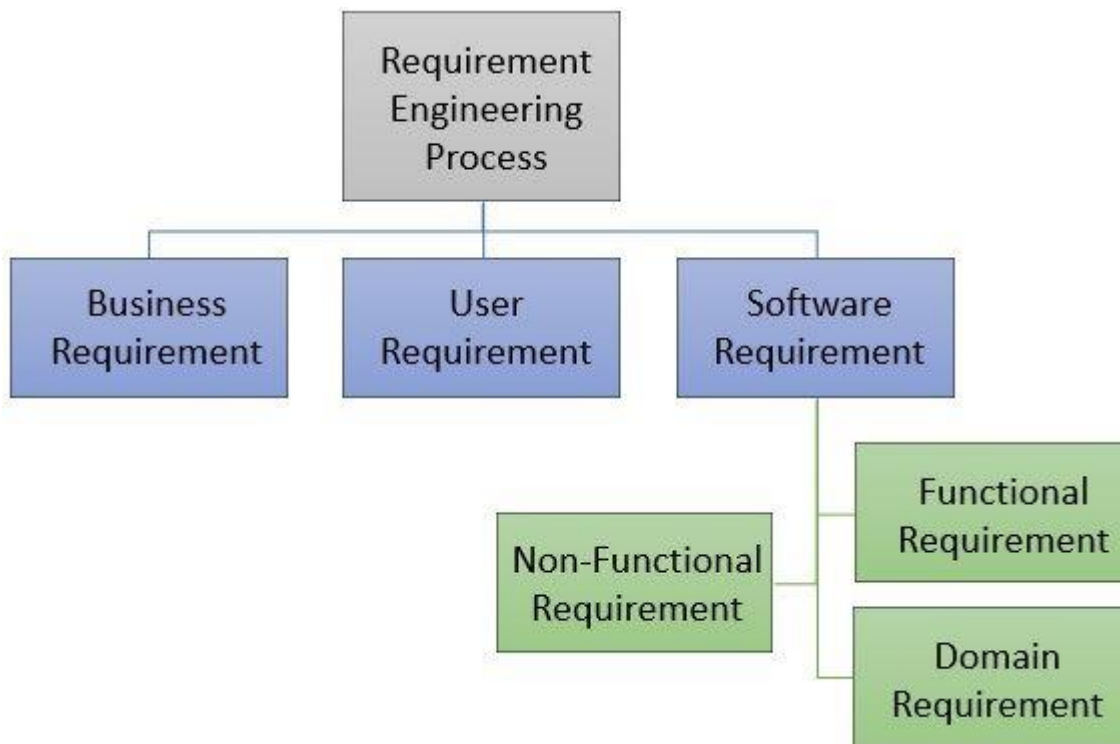 Requirement
Engineering
Process
Business
Requirement
User
Requirement
Software
Requirement
Functional
Requirement
Non-Functional
Requirement
Domain
Requirement